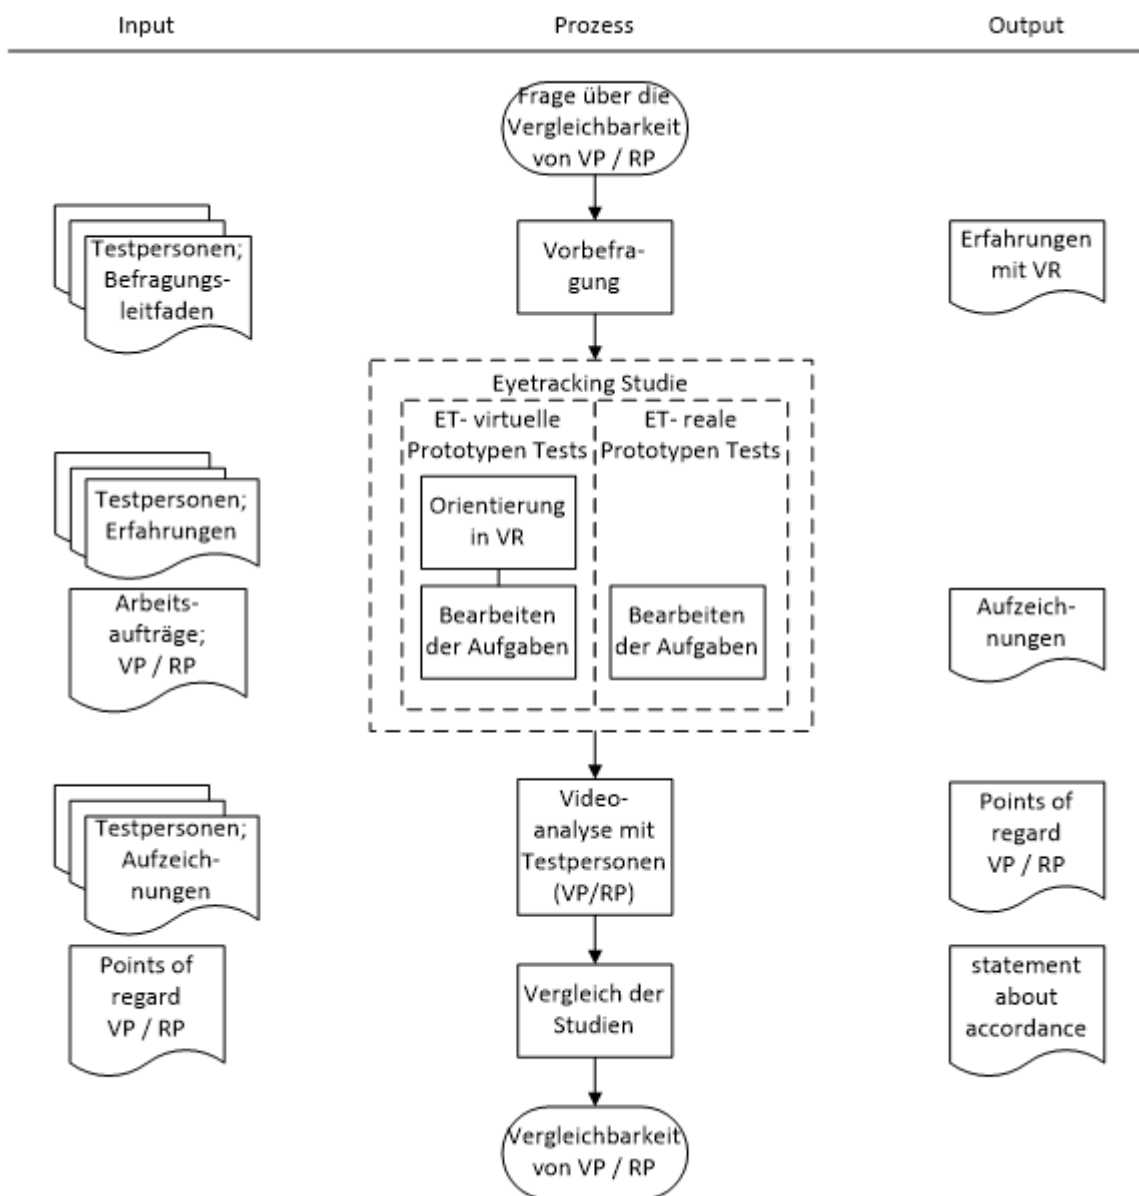 Input
Prozess
Output
Frage über die
Vergleichbarkeit
von VP / RP
Testpersonen;
Befragungs-
leitfaden
Vorbefra-
gung
Erfahrungen
mit VR
Eyetracking Studie
ET- virtuelle
Prototypen Tests
ET- reale
Prototypen Tests
Testpersonen;
Erfahrungen
Orientierung
in VR
Arbeits-
aufträge;
VP / RP
Bearbeiten
der Aufgaben
Bearbeiten
der Aufgaben
Aufzeich-
nungen
Testpersonen;
Aufzeich-
nungen
Video-
analyse mit
Testpersonen
(VP/RP)
Points of
regard
VP / RP
Points of
regard
VP / RP
Vergleich der
Studien
statement
about
accordance
Vergleichbarkeit
von VP / RP